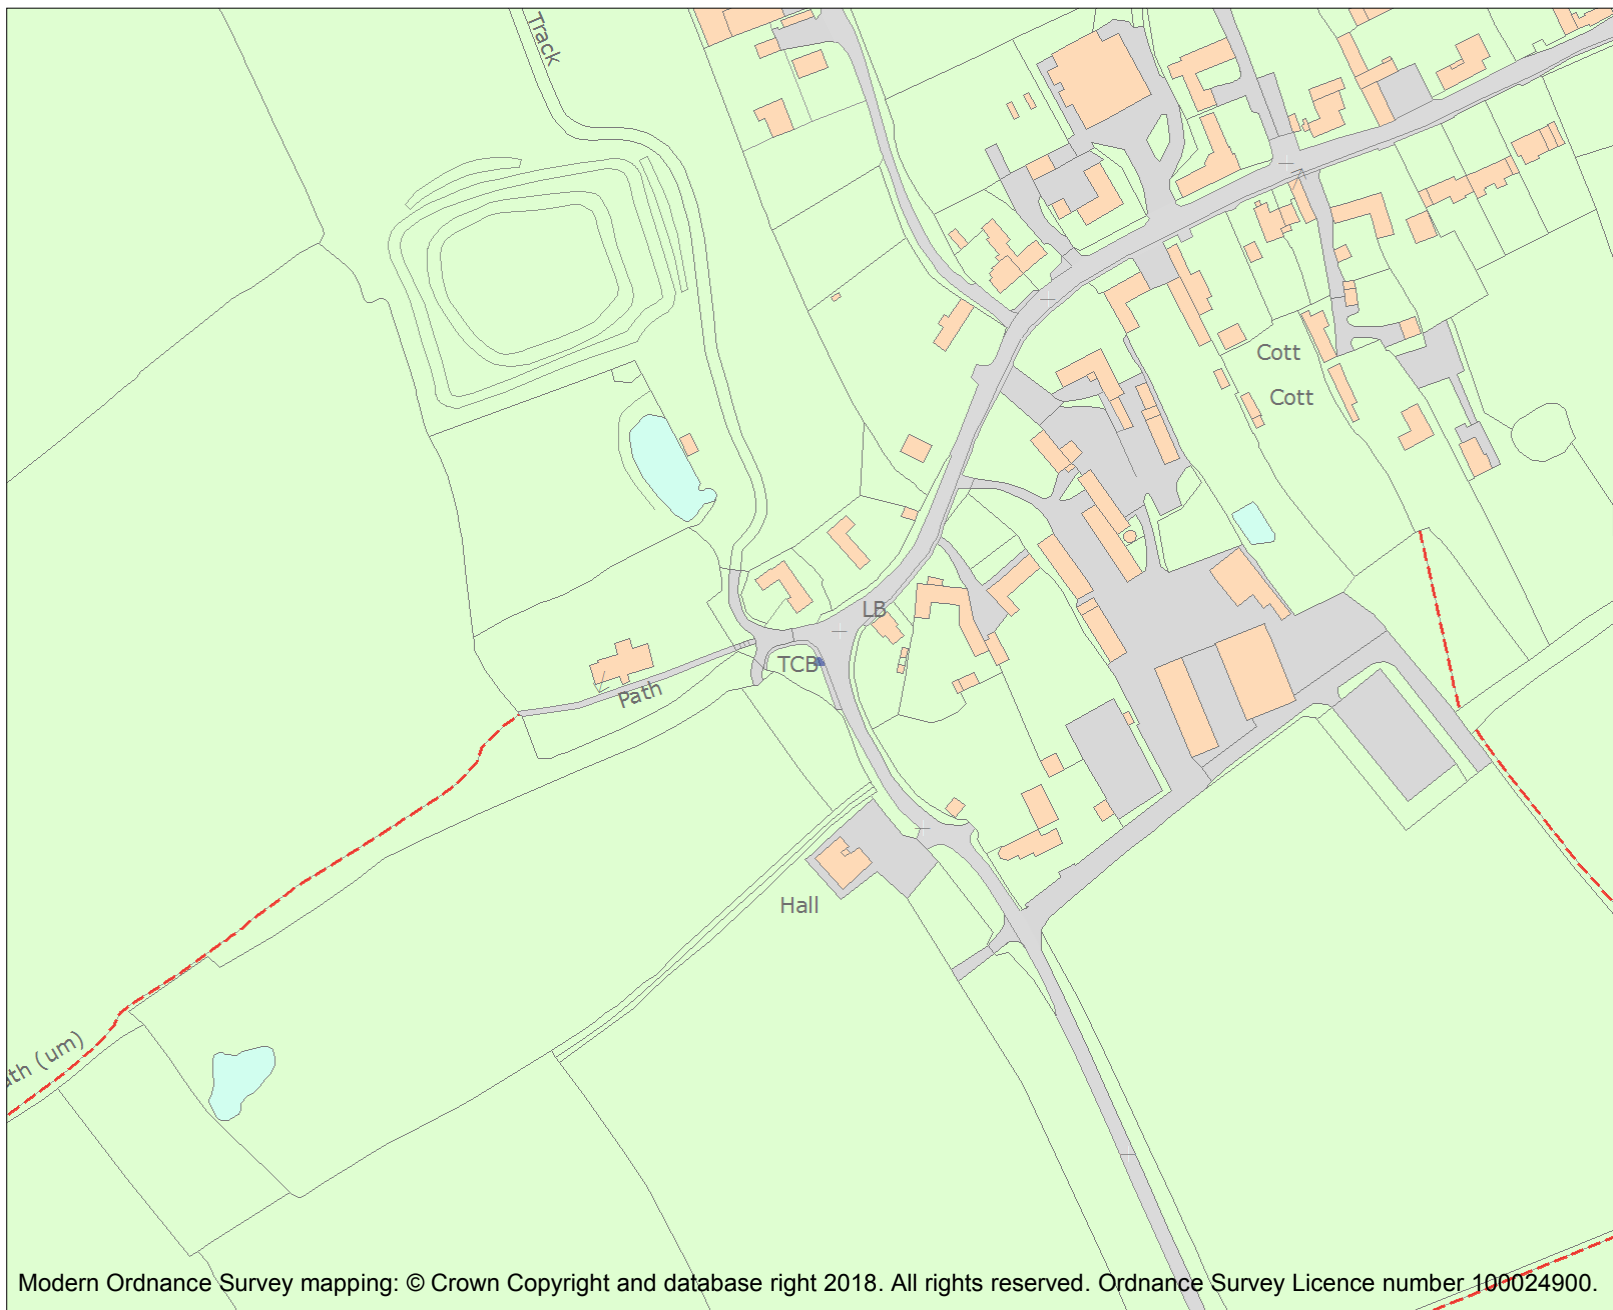 Track
Cott
Cott
LB
TCB
Path
Hall
ath (um)
Modern Ordnance Survey mapping: © Crown Copyright and database right 2018. All rights reserved. Ordnance Survey Licence number 100024900.